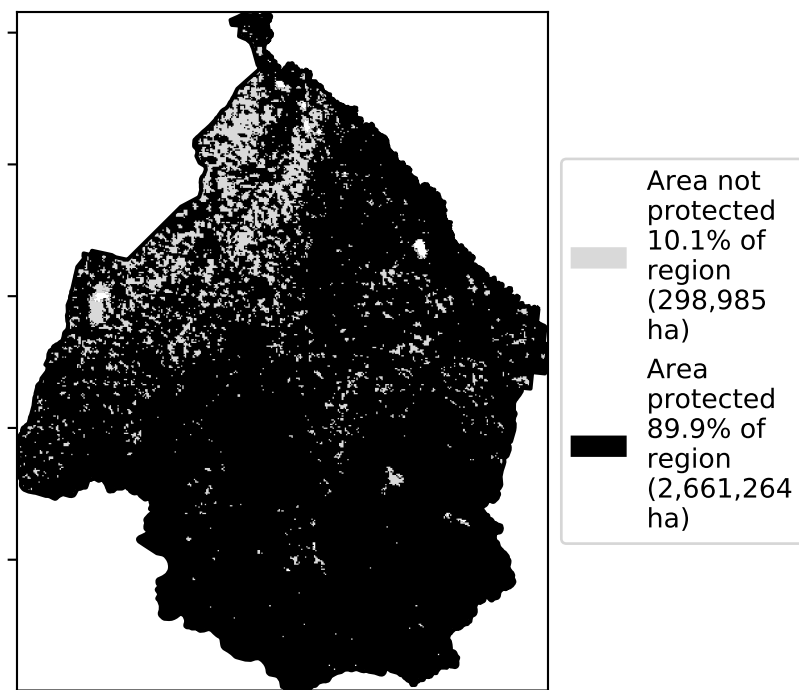 Area not
protected
10.1% of
region
(298,985
ha)
Area
protected
89.9% of
region
(2,661,264
ha)